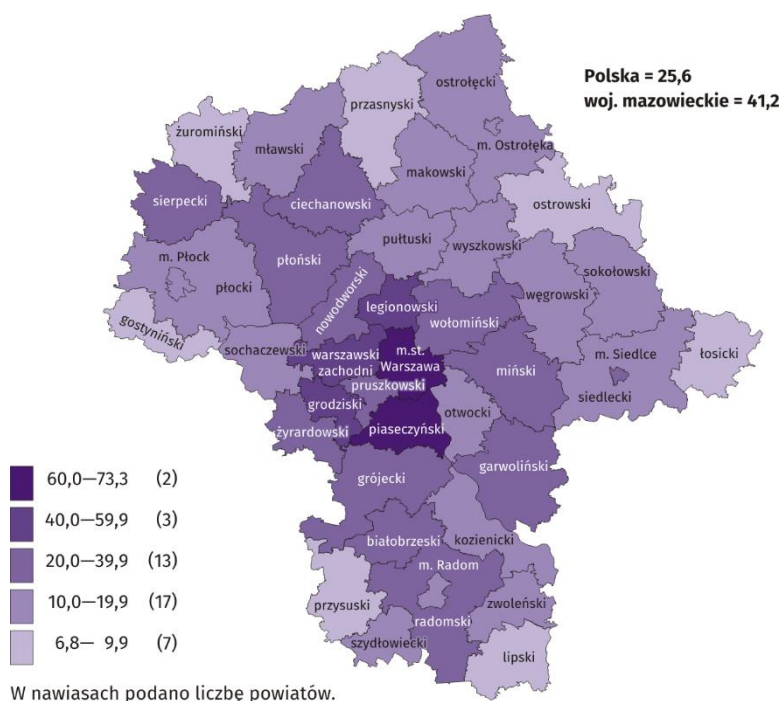 Polska = 25,6
woj. mazowieckie = 41,2
ostrołęcki
przasnyski
żuromiński
mławski
m. Ostrołęka
makowski
sierpecki
ciechanowski
ostrowski
pułtuski
wyszkowski
m. Płock
płoński
sokołowski
płocki
nowodworski
węgrowski
legionowski
wołomiński
gostyniński
sochaczewski
warszawski
zachodni
m.st.
Warszawa
miński
m. Siedlce
łosicki
pruszkowski
siedlecki
grodziski
otwocki
żyrardowski
piaseczyński
garwoliński
grójecki
białobrzeski
kozienicki
m. Radom
przysuski
zwoleński
radomski
szydłowiecki
lipski
60,0—73,3 (2)
40,0—59,9 (3)
20,0—39,9 (13)
10,0—19,9 (17)
6,8— 9,9 (7)
W nawiasach podano liczbę powiatów.